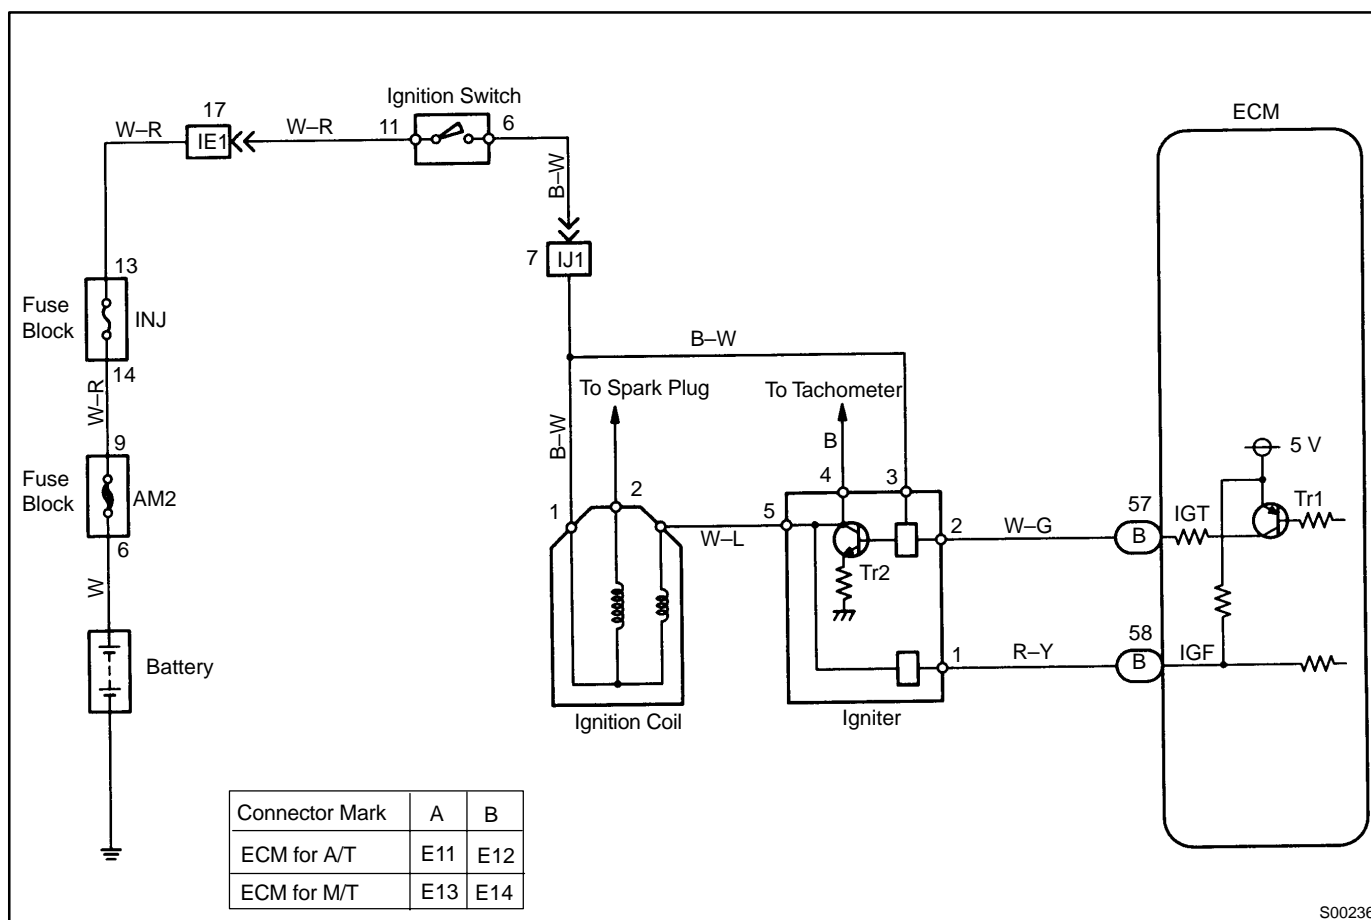 Ignition Switch
17
W–R
IE1
W–R
11
6
ECM
B–W
7
IJ1
13
Fuse
Block
INJ
14
B–W
W–R
To Spark Plug
To Tachometer
9
B–W
B
5 V
Fuse
Block
AM2
4
3
Tr1
1
2
5
57
IGT
6
W–L
2
W–G
B
Tr2
W
58
Battery
1
R–Y
B
IGF
Ignition Coil
Igniter
Connector Mark A B
ECM for A/T E11 E12
ECM for M/T E13 E14
S00236